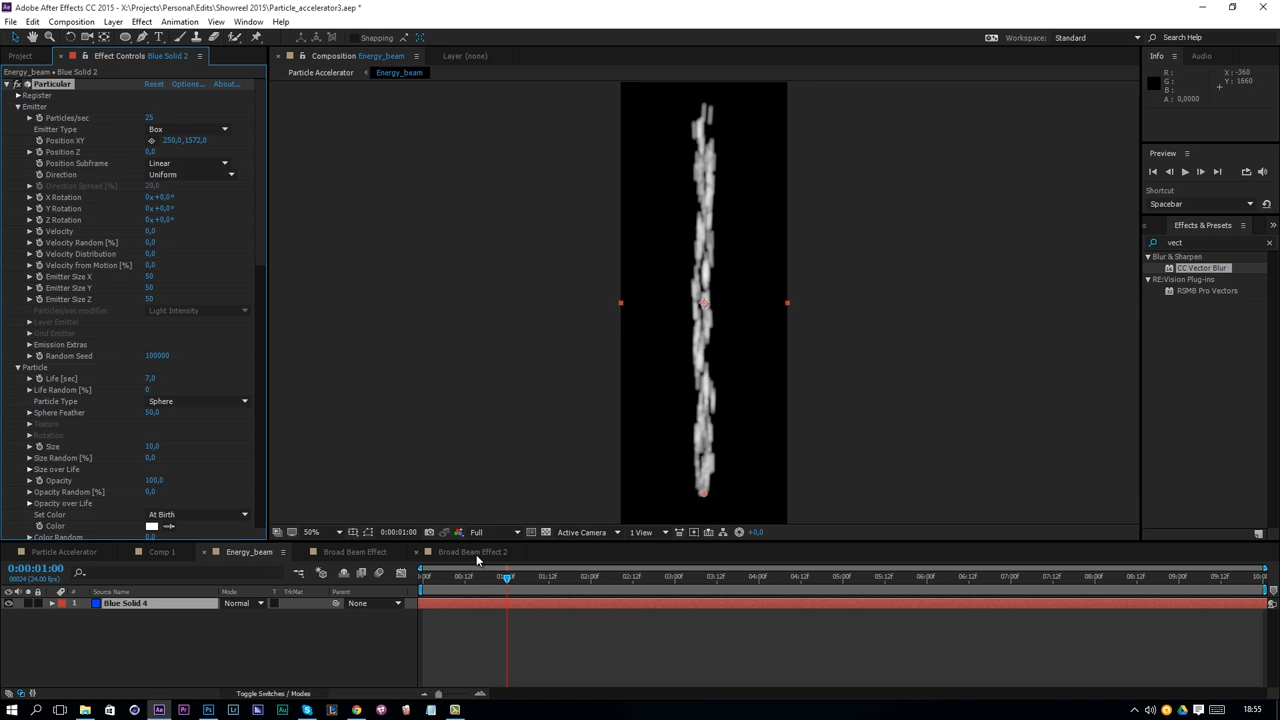 Adobe After Effects CC 2015 - X:\Projects\Personal\Edits\Showreel 2015\Particle_accelerator3.aep *
File Edit Composition Layer Effect Animation View Window Help
Snapping
Workspace: Standard
Search Help
Project
Effect Controls Blue Solid 2
Composition Energy_beam
Layer (none)
Info
Audio
Energy_beam • Blue Solid 2
Particle Accelerator
Energy_beam
fx Particular Reset Options... About...
Register
Emitter
Particles/sec 25
Emitter Type Box
Position XY 250,0,1572,0
Position Z 0,0
Position Subframe Linear
Direction Uniform
Direction Spread [%] 20,0
X Rotation 0x+0,0°
Y Rotation 0x+0,0°
Z Rotation 0x+0,0°
Velocity 0,0
Velocity Random [%] 0,0
Velocity Distribution 0,0
Velocity from Motion [%] 0,0
Emitter Size X 50
Emitter Size Y 50
Emitter Size Z 50
Particles/sec modifier Light Intensity
Layer Emitter
Grid Emitter
Emission Extras
Random Seed 100000
Particle
Life [sec] 7,0
Life Random [%] 0
Particle Type Sphere
Sphere Feather 50,0
Texture
Rotation
Size 10,0
Size Random [%] 0,0
Size over Life
Opacity 100,0
Opacity Random [%] 0,0
Opacity over Life
Set Color At Birth
Color
Color Random 0,0
R :
G :
B :
A : 0,0000
X : -360
Y : 1660
Preview
Shortcut
Spacebar
Effects & Presets
vect
Blur & Sharpen
CC Vector Blur
RE:Vision Plug-ins
RSMB Pro Vectors
50%
0:00:01:00
Full
Active Camera
1 View
+0,0
Particle Accelerator
Comp 1
Energy_beam
Broad Beam Effect
Broad Beam Effect 2
0:00:01:00
00024 (24.00 fps)
:00f 00:12f 01:00f 01:12f 02:00f 02:12f 03:00f 03:12f 04:00f 04:12f 05:00f 05:12f 06:00f 06:12f 07:00f 07:12f 08:00f 08:12f 09:00f 09:12f 10:0
# Source Name Mode T TrkMat Parent
1 Blue Solid 4 Normal None
Toggle Switches / Modes
18:55